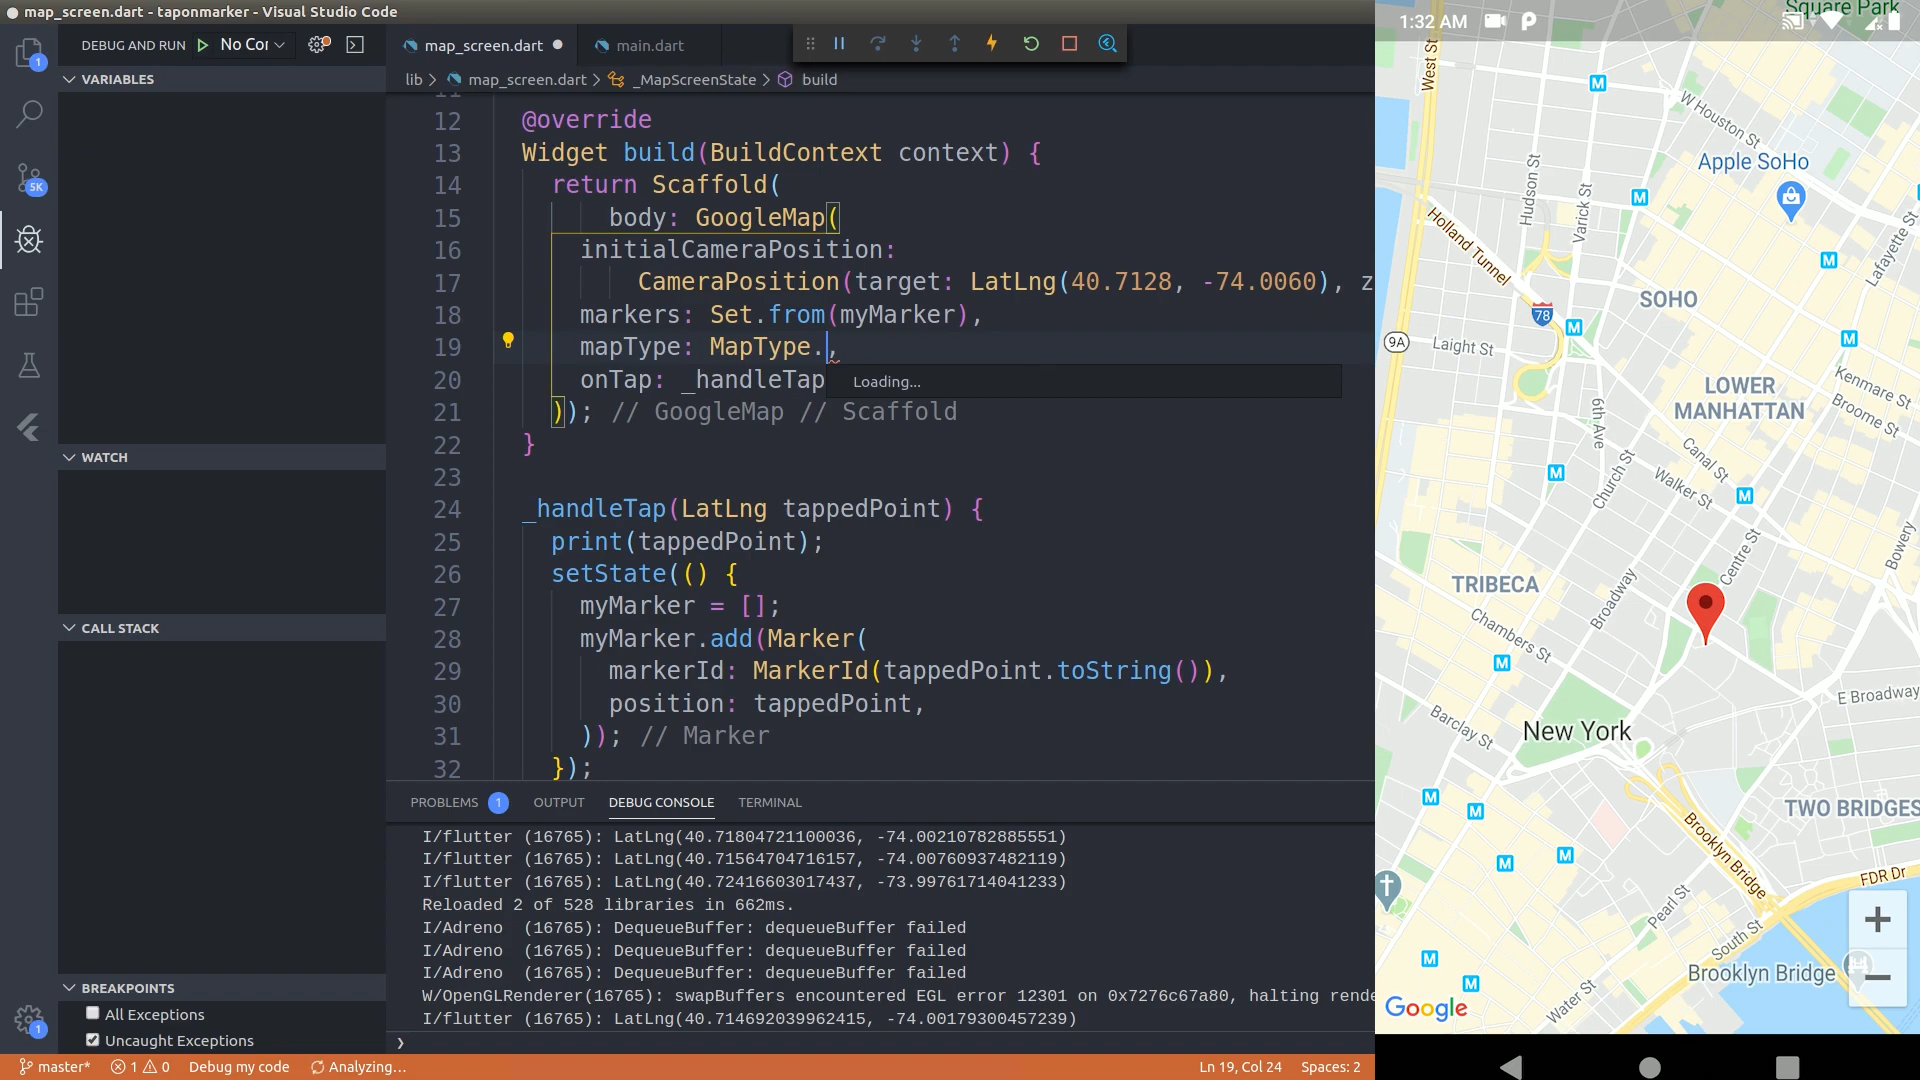 map_screen.dart - taponmarker - Visual Studio Code
DEBUG AND RUN No Cor
map_screen.dart
main.dart
lib > map_screen.dart > _MapScreenState > build
VARIABLES
WATCH
CALL STACK
BREAKPOINTS
All Exceptions
Uncaught Exceptions
1
5K
1
12 @override
13 Widget build(BuildContext context) {
14 return Scaffold(
15 body: GoogleMap(
16 initialCameraPosition:
17 CameraPosition(target: LatLng(40.7128, -74.0060), z
18 markers: Set.from(myMarker),
19 mapType: MapType.,
20 onTap: _handleTap
Loading...
21 )); // GoogleMap // Scaffold
22 }
23
24 _handleTap(LatLng tappedPoint) {
25 print(tappedPoint);
26 setState(() {
27 myMarker = [];
28 myMarker.add(Marker(
29 markerId: MarkerId(tappedPoint.toString()),
30 position: tappedPoint,
31 )); // Marker
32 });
PROBLEMS 1 OUTPUT DEBUG CONSOLE TERMINAL
I/flutter (16765): LatLng(40.71804721100036, -74.00210782885551)
I/flutter (16765): LatLng(40.71564704716157, -74.00760937482119)
I/flutter (16765): LatLng(40.72416603017437, -73.99761714041233)
Reloaded 2 of 528 libraries in 662ms.
I/Adreno (16765): DequeueBuffer: dequeueBuffer failed
I/Adreno (16765): DequeueBuffer: dequeueBuffer failed
I/Adreno (16765): DequeueBuffer: dequeueBuffer failed
W/OpenGLRenderer(16765): swapBuffers encountered EGL error 12301 on 0x7276c67a80, halting rende
I/flutter (16765): LatLng(40.714692039962415, -74.00179300457239)
master* 1 0 Debug my code Analyzing... Ln 19, Col 24 Spaces: 2
1:32 AM
Square Park
West St
W Houston St
Apple SoHo
Hudson St
Varick St
Lafayette St
Holland Tunnel
SOHO
78
9A
Laight St
LOWER
MANHATTAN
Kenmare St
Broome St
6th Ave
Canal St
Church St
Walker St
Bowery
Centre St
TRIBECA
Broadway
Chambers St
E Broadway
Barclay St
New York
TWO BRIDGES
Brooklyn Bridge
FDR Dr
Pearl St
South St
Brooklyn Bridge
Water St
Google